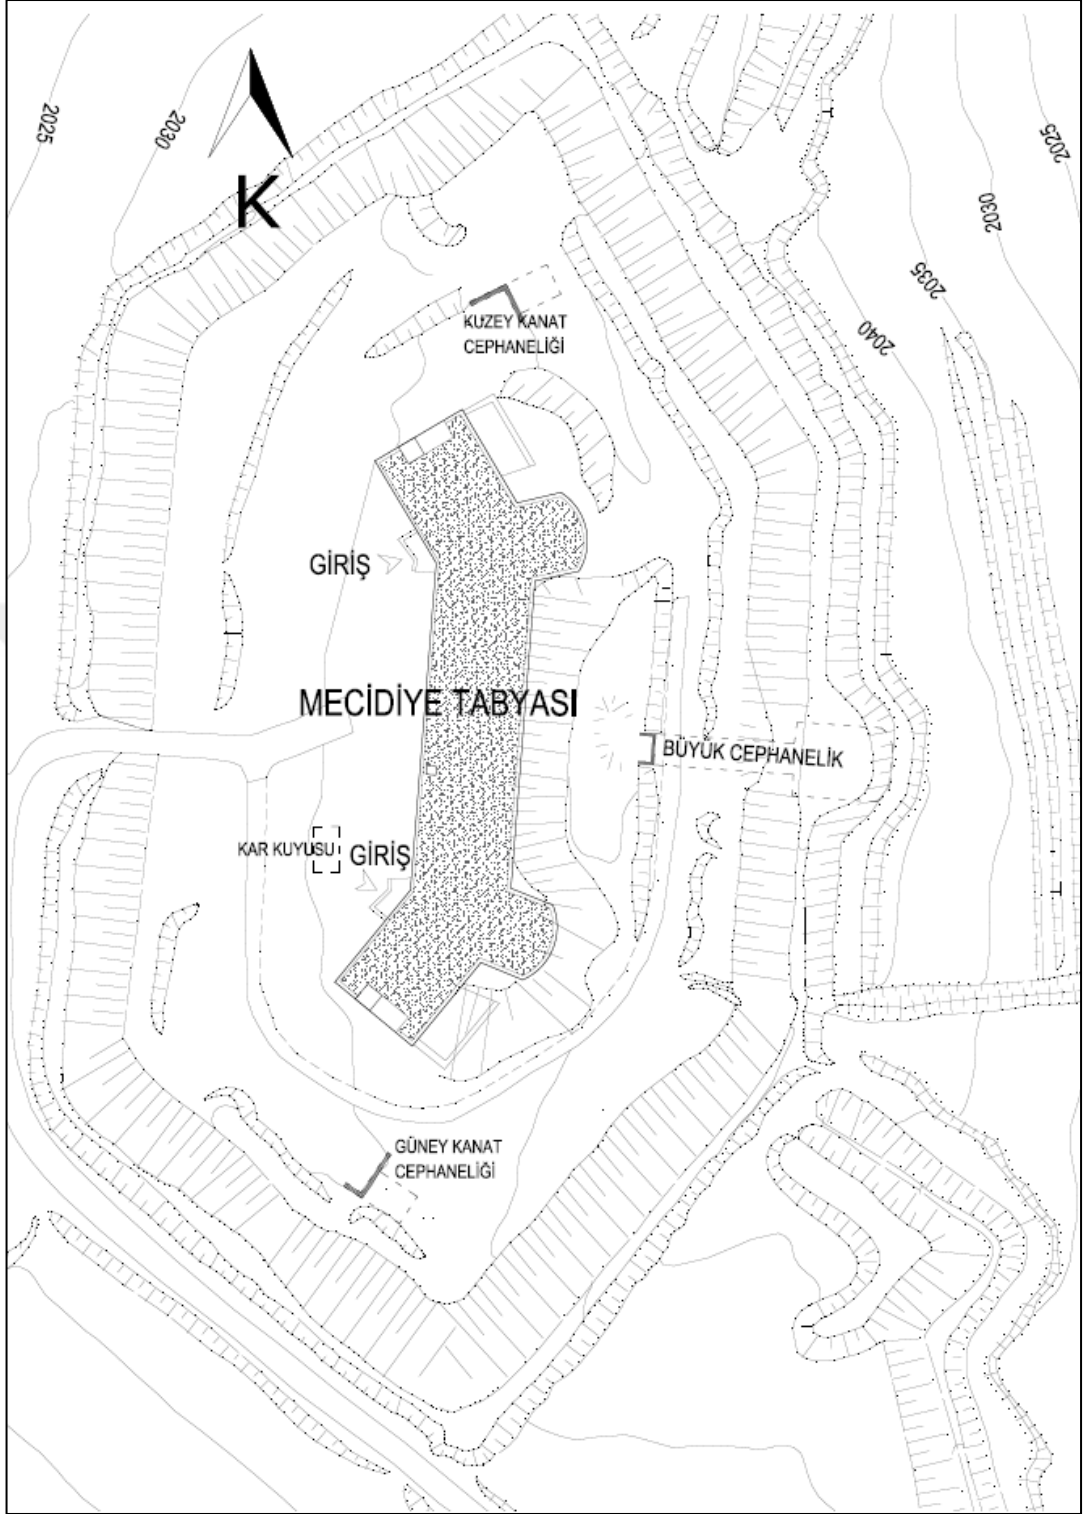 2025
2030
K
2025
2030
2035
2040
KUZEY KANAT
CEPHANELİĞİ
GİRİŞ
MECİDİYE TABYASI
BÜYÜK CEPHANELİK
KAR KUYUSU
GİRİŞ
GÜNEY KANAT
CEPHANELİĞİ